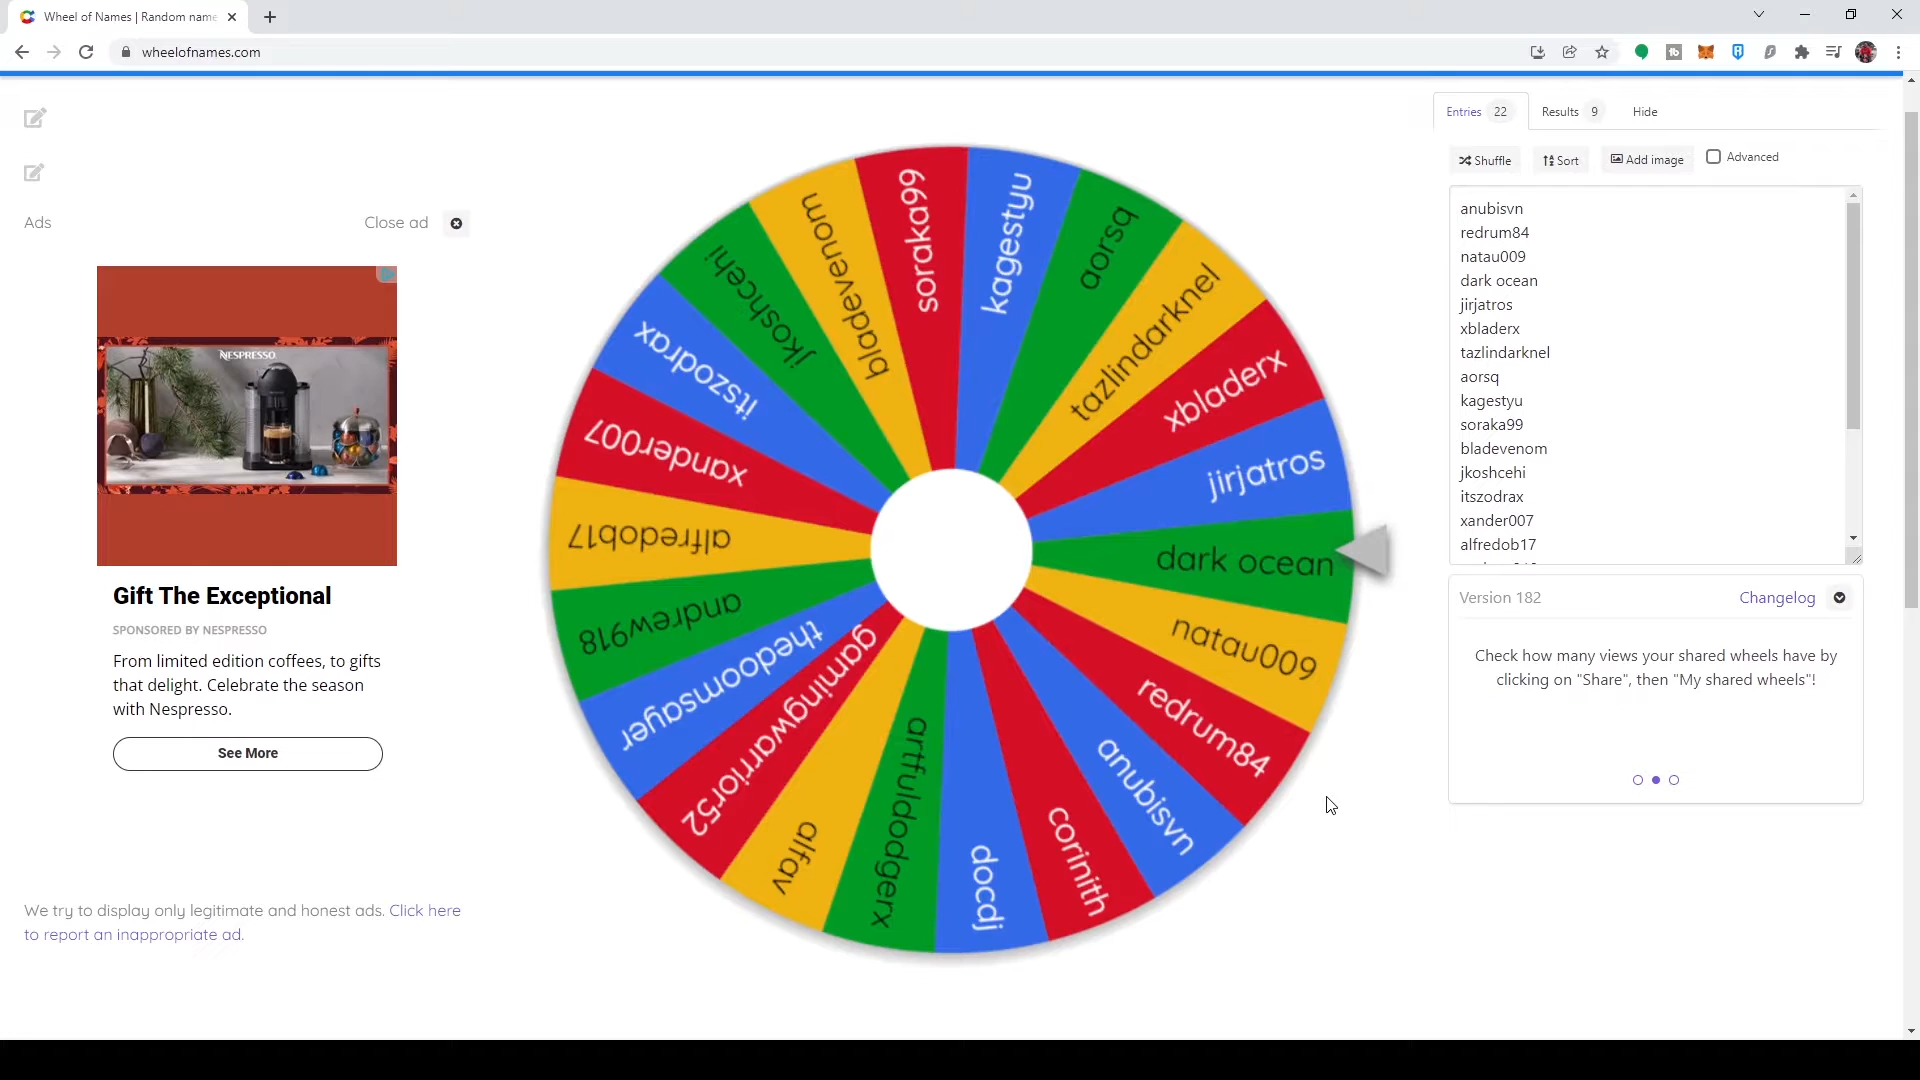 Wheel of Names | Random name
wheelofnames.com
Ads
Close ad
NESPRESSO
Gift The Exceptional
SPONSORED BY NESPRESSO
From limited edition coffees, to gifts
that delight. Celebrate the season
with Nespresso.
See More
We try to display only legitimate and honest ads. Click here
to report an inappropriate ad.
soraka99
kagestyu
aorsq
tazlindarknel
xbladerx
jirjatros
dark ocean
natau009
redrum84
anubisvn
corinith
docdj
artfuldodgerx
alfav
gamingwarrior52
thedoomsayer
andrew918
alfredob17
xander007
itszodrax
jkoshcehi
bladevenom
Entries 22
Results 9
Hide
Shuffle
Sort
Add image
Advanced
anubisvn
redrum84
natau009
dark ocean
jirjatros
xbladerx
tazlindarknel
aorsq
kagestyu
soraka99
bladevenom
jkoshcehi
itszodrax
xander007
alfredob17
Version 182
Changelog
Check how many views your shared wheels have by
clicking on "Share", then "My shared wheels"!